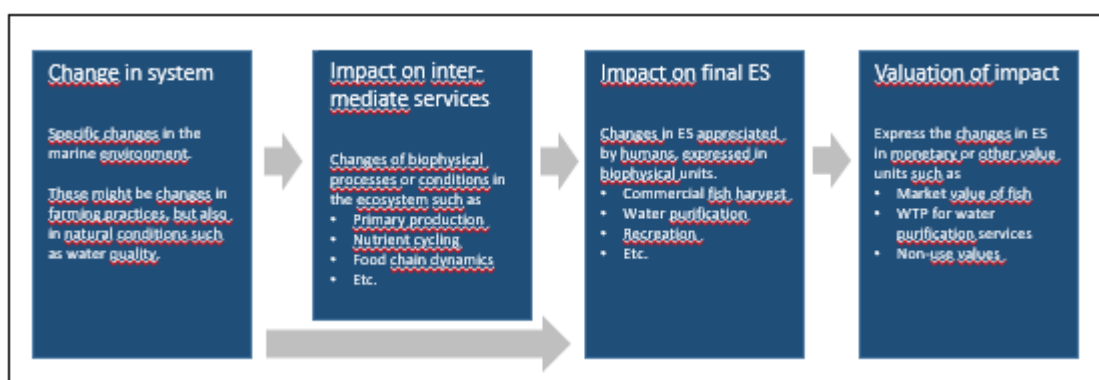 Change in system
Specific changes in the
marine environment.
These might be changes in
farming practices, but also
in natural conditions such
as water quality.
Impact on inter-
mediate services
Changes of biophysical
processes or conditions in
the ecosystem such as
• Primary production
• Nutrient cycling
• Food chain dynamics
• Etc.
Impact on final ES
Changes in ES appreciated
by humans, expressed in
biophysical units.
• Commercial fish harvest
• Water purification
• Recreation
• Etc.
Valuation of impact
Express the changes in ES
in monetary or other value
units such as
• Market value of fish
• WTP for water
purification services
• Non-use values